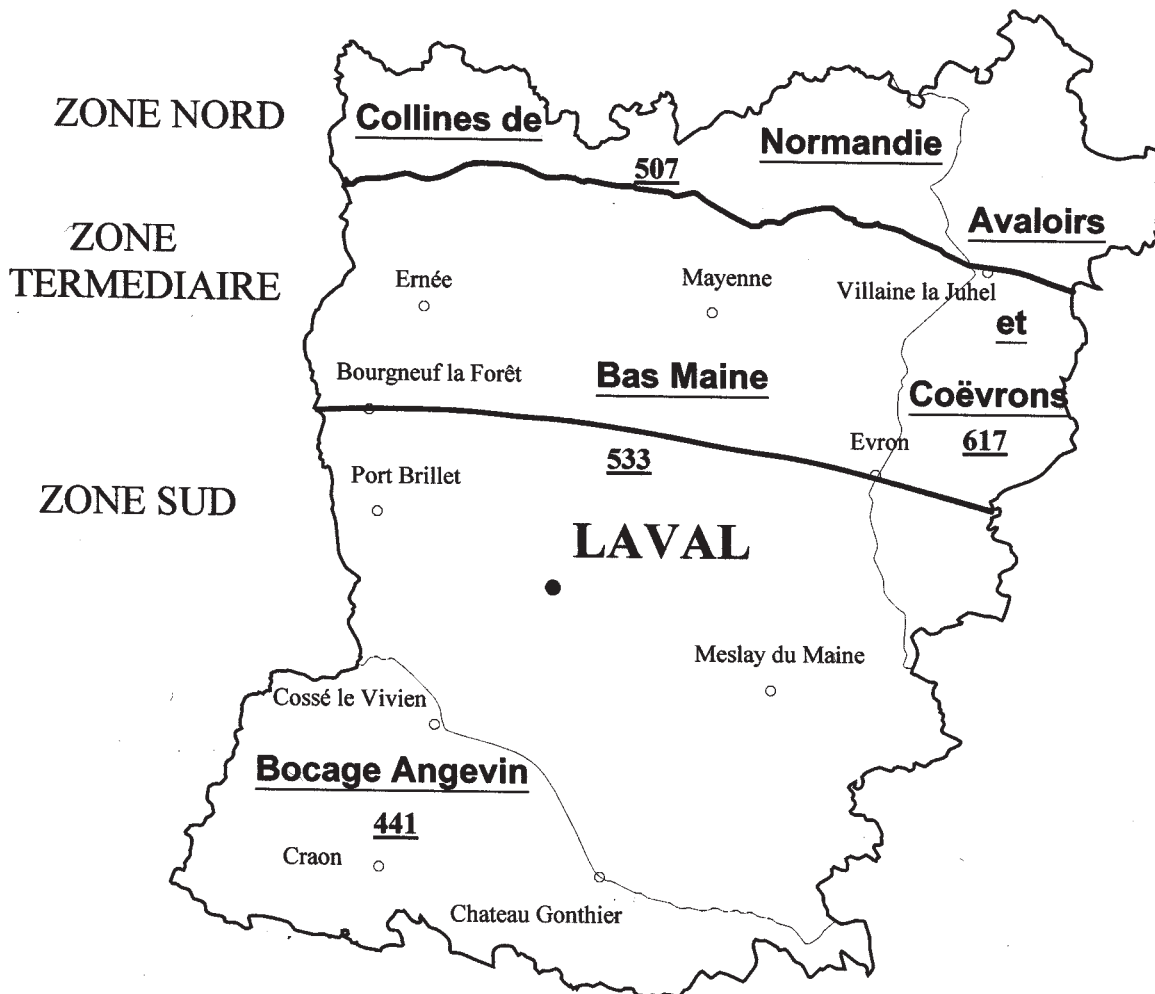 ZONE NORD
Collines de
Normandie
507
Avaloirs
ZONE
TERMEDIAIRE
Ernée
Mayenne
Villaine la Juhel
et
Bourgneuf la Forêt
Bas Maine
Coëvrons
Evron
617
533
Port Brillet
ZONE SUD
LAVAL
Meslay du Maine
Cossé le Vivien
Bocage Angevin
441
Craon
Chateau Gonthier